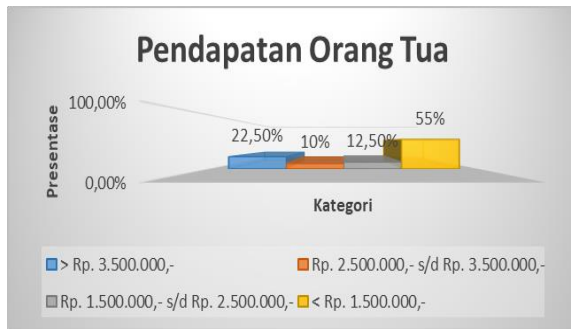 Pendapatan Orang Tua
Presentase
100,00%
0,00%
22,50%
10%
12,50%
55%
Kategori
> Rp. 3.500.000,-
Rp. 2.500.000,- s/d Rp. 3.500.000,-
Rp. 1.500.000,- s/d Rp. 2.500.000,-
< Rp. 1.500.000,-